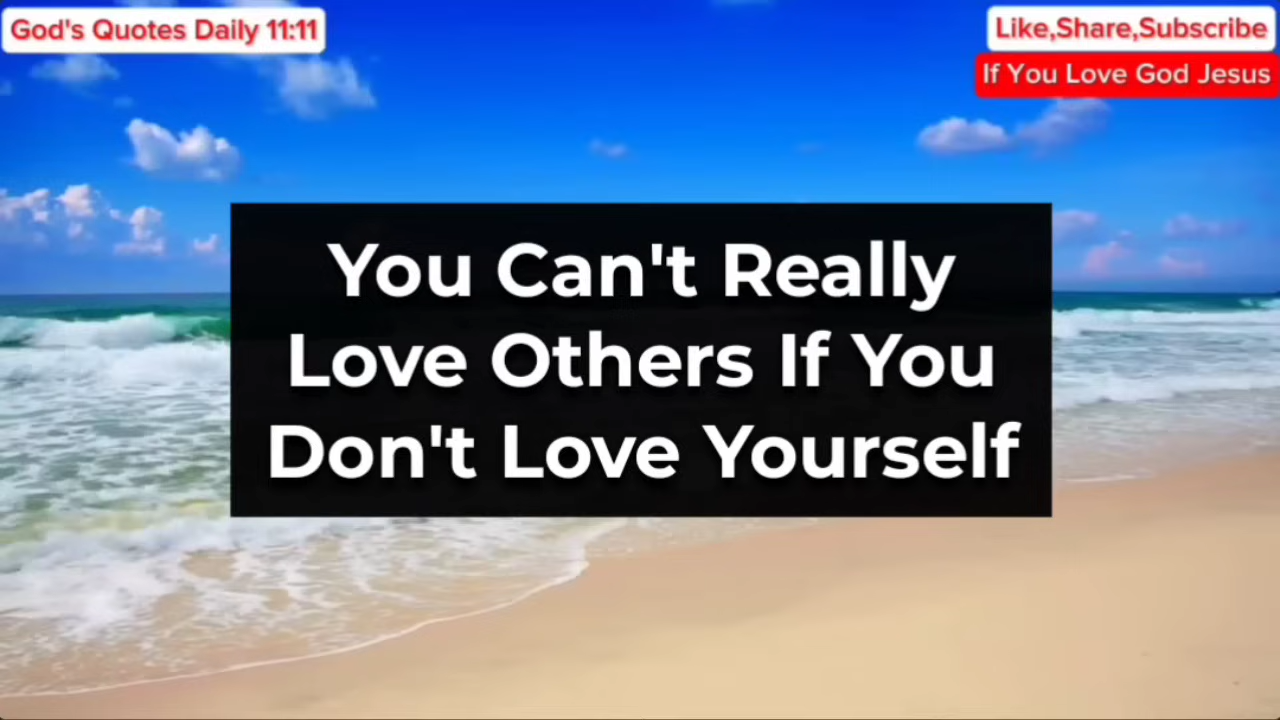 God's Quotes Daily 11:11
Like,Share,Subscribe
If You Love God Jesus
You Can't Really
Love Others If You
Don't Love Yourself